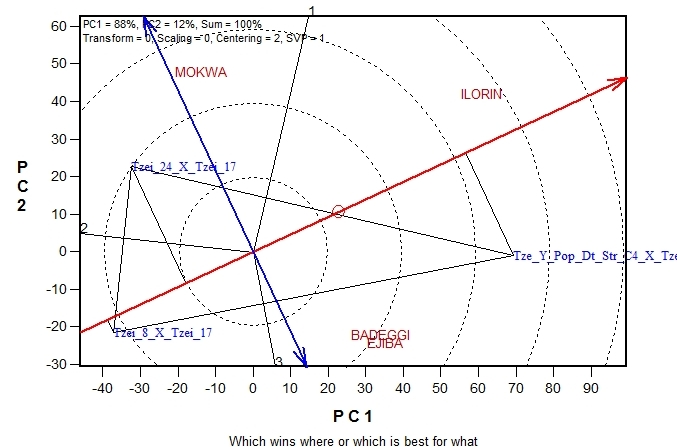 PC1 = 88%, PC2 = 12%, Sum = 100%
Transform = 0, Scaling = 0, Centering = 2, SVP = 1
1
60
50
40
30
20
10
0
-10
-20
-30
PC2
MOKWA
ILORIN
Tzei_24_X_Tzei_17
2
Tze_Y_Pop_Dt_Str_C4_X_Tze
Tzei_8_X_Tzei_17
BADEGGI
EJIBA
3
-40 -30 -20 -10 0 10 20 30 40 50 60 70 80 90
PC1
Which wins where or which is best for what